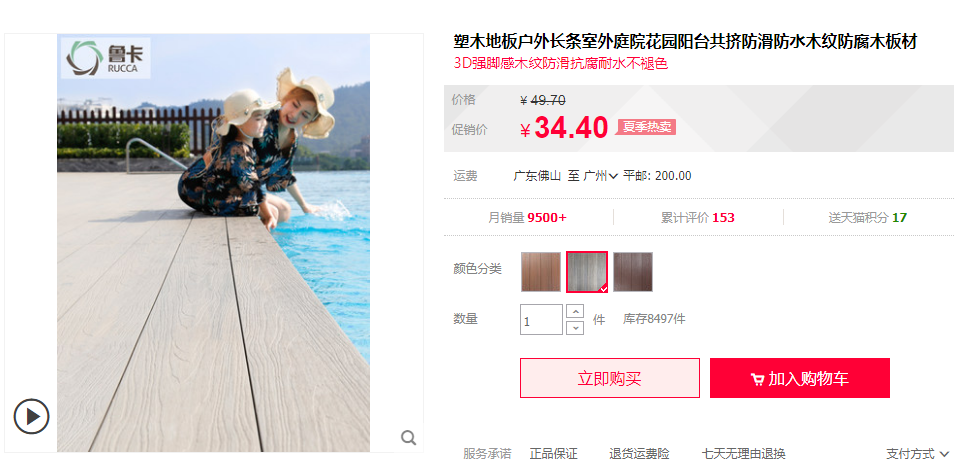 鲁卡
RUCCA
塑木地板户外长条室外庭院花园阳台共挤防滑防水木纹防腐木板材
3D强脚感木纹防滑抗腐耐水不褪色
价格 ¥ 49.70
促销价 ¥ 34.40 夏季热卖
运费 广东佛山 至 广州 平邮: 200.00
月销量 9500+ 累计评价 153 送天猫积分 17
颜色分类
数量 1 件 库存8497件
立即购买 加入购物车
服务承诺 正品保证 退货运费险 七天无理由退换 支付方式